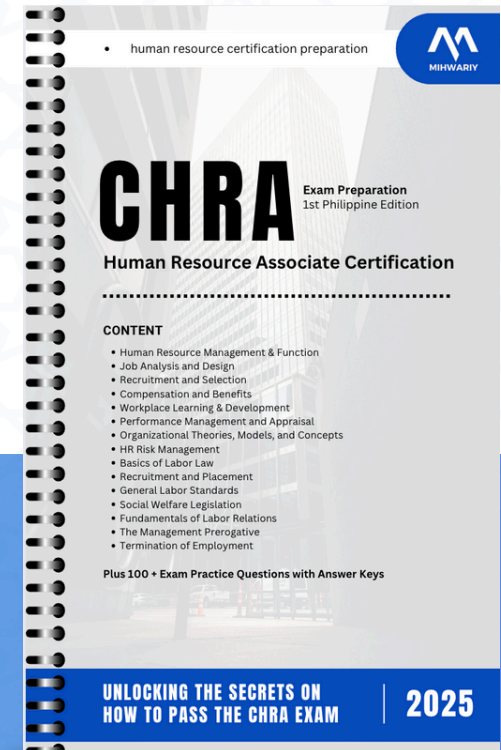 • human resource certification preparation
MIHWARIY
CHRA
Exam Preparation
1st Philippine Edition
Human Resource Associate Certification
CONTENT
• Human Resource Management & Function
• Job Analysis and Design
• Recruitment and Selection
• Compensation and Benefits
• Workplace Learning & Development
• Performance Management and Appraisal
• Organizational Theories, Models, and Concepts
• HR Risk Management
• Basics of Labor Law
• Recruitment and Placement
• General Labor Standards
• Social Welfare Legislation
• Fundamentals of Labor Relations
• The Management Prerogative
• Termination of Employment
Plus 100 + Exam Practice Questions with Answer Keys
UNLOCKING THE SECRETS ON
HOW TO PASS THE CHRA EXAM
2025